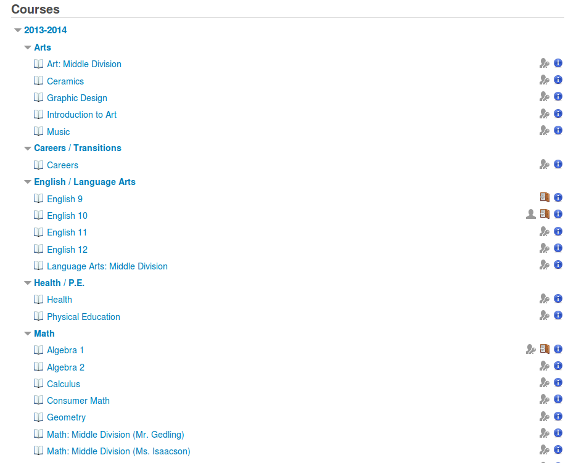 Courses
2013-2014
Arts
Art: Middle Division
Ceramics
Graphic Design
Introduction to Art
Music
Careers / Transitions
Careers
English / Language Arts
English 9
English 10
English 11
English 12
Language Arts: Middle Division
Health / P.E.
Health
Physical Education
Math
Algebra 1
Algebra 2
Calculus
Consumer Math
Geometry
Math: Middle Division (Mr. Gedling)
Math: Middle Division (Ms. Isaacson)